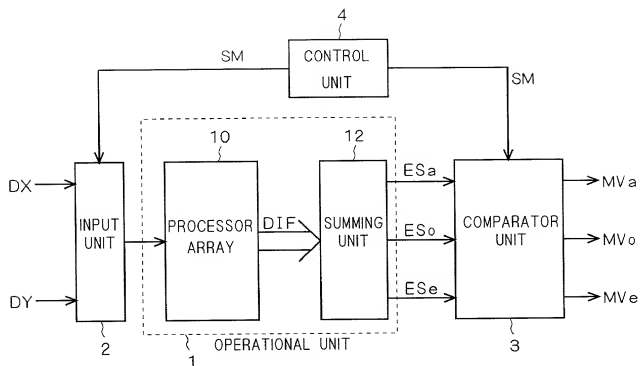 4
SM
CONTROL
UNIT
SM
10
12
DX
DY
INPUT
UNIT
PROCESSOR
ARRAY
DIF
SUMMING
UNIT
ESa
ESo
ESe
COMPARATOR
UNIT
MVa
MVo
MVe
2
1
OPERATIONAL UNIT
3